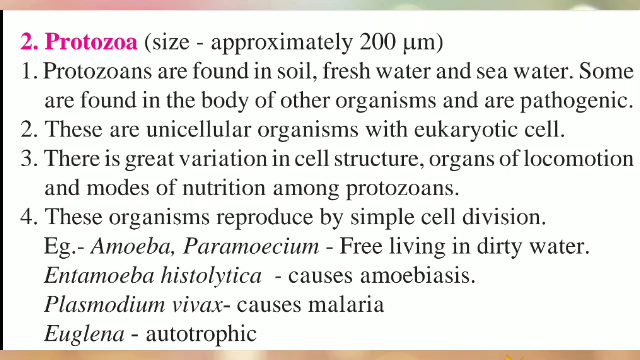 2. Protozoa (size - approximately 200 μm)
1. Protozoans are found in soil, fresh water and sea water. Some
are found in the body of other organisms and are pathogenic.
2. These are unicellular organisms with eukaryotic cell.
3. There is great variation in cell structure, organs of locomotion
and modes of nutrition among protozoans.
4. These organisms reproduce by simple cell division.
Eg.- Amoeba, Paramoecium - Free living in dirty water.
Entamoeba histolytica - causes amoebiasis.
Plasmodium vivax- causes malaria
Euglena - autotrophic